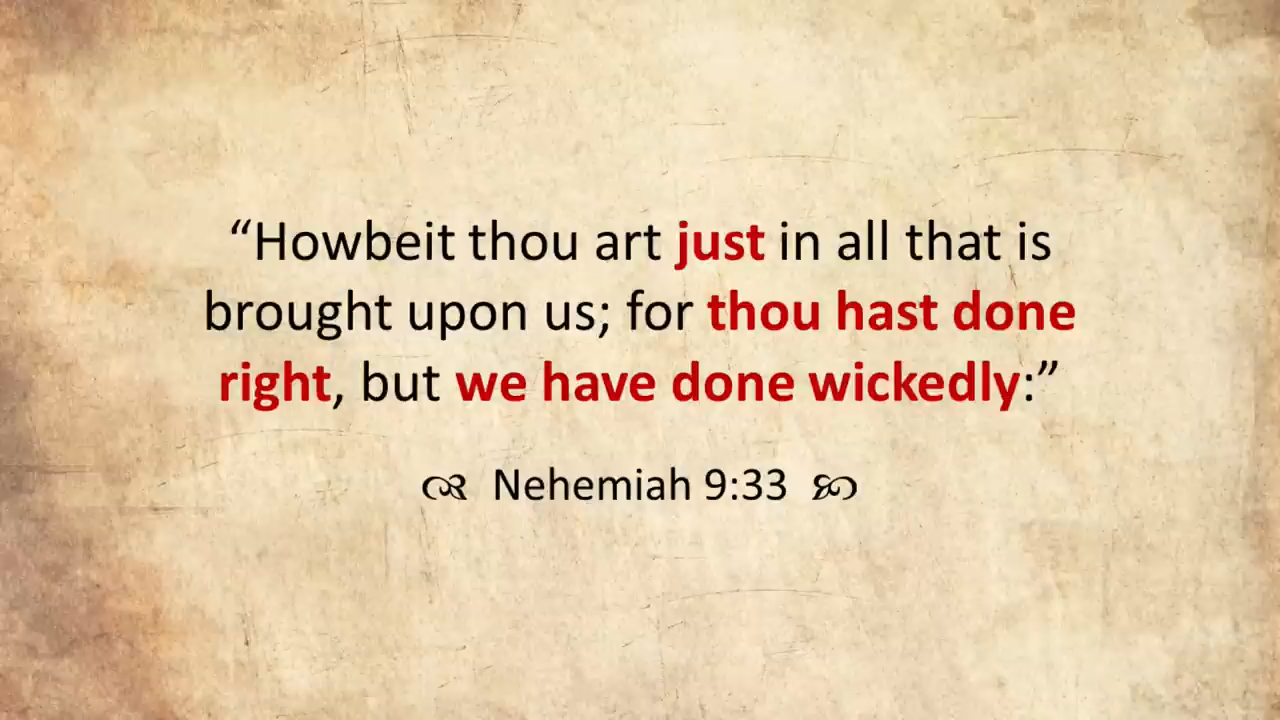 “Howbeit thou art just in all that is
brought upon us; for thou hast done
right, but we have done wickedly:”
Nehemiah 9:33